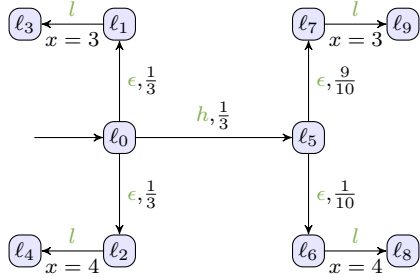 ℓ₃ l x = 3 ℓ₁ ℓ₇ l x = 3 ℓ₉
ϵ, 1/3 ϵ, 9/10
ℓ₀ h, 1/3 ℓ₅
ϵ, 1/3 ϵ, 1/10
ℓ₄ l x = 4 ℓ₂ ℓ₆ l x = 4 ℓ₈